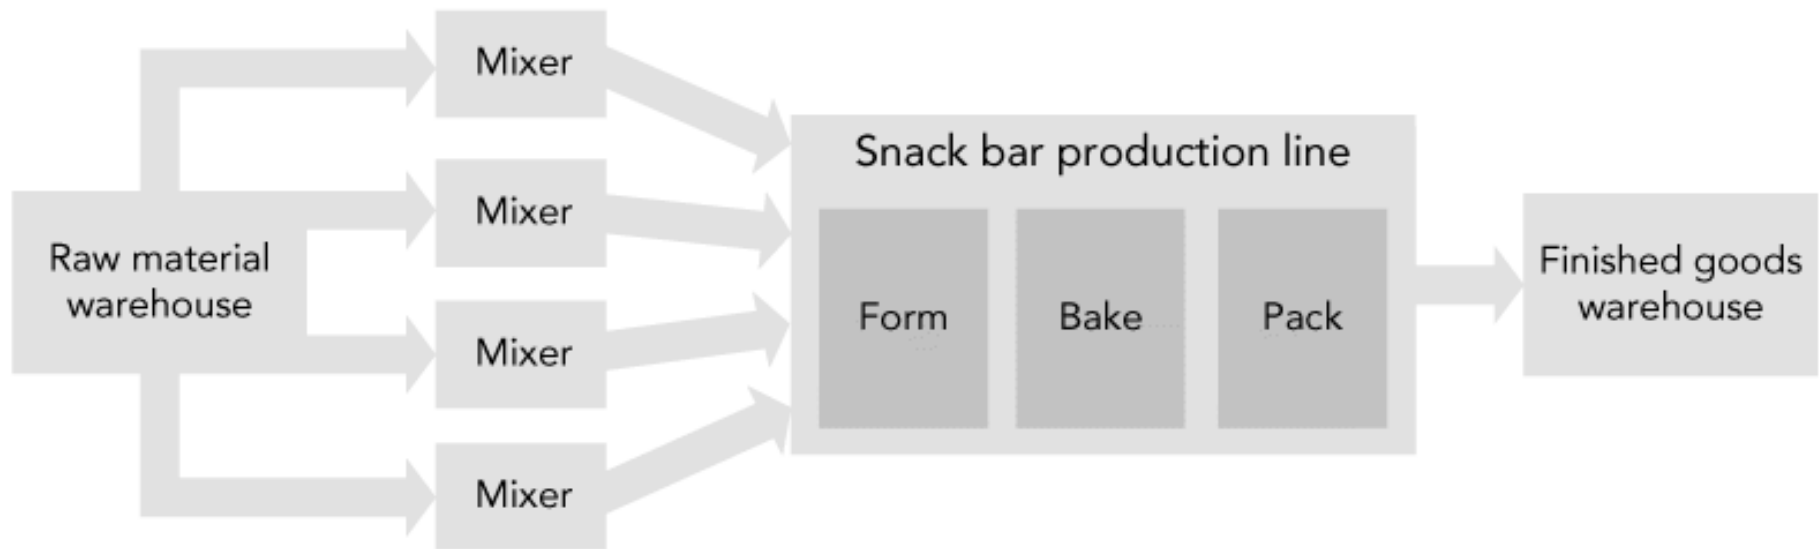 Mixer
Mixer
Mixer
Mixer
Raw material
warehouse
Snack bar production line
Form
Bake
Pack
Finished goods
warehouse